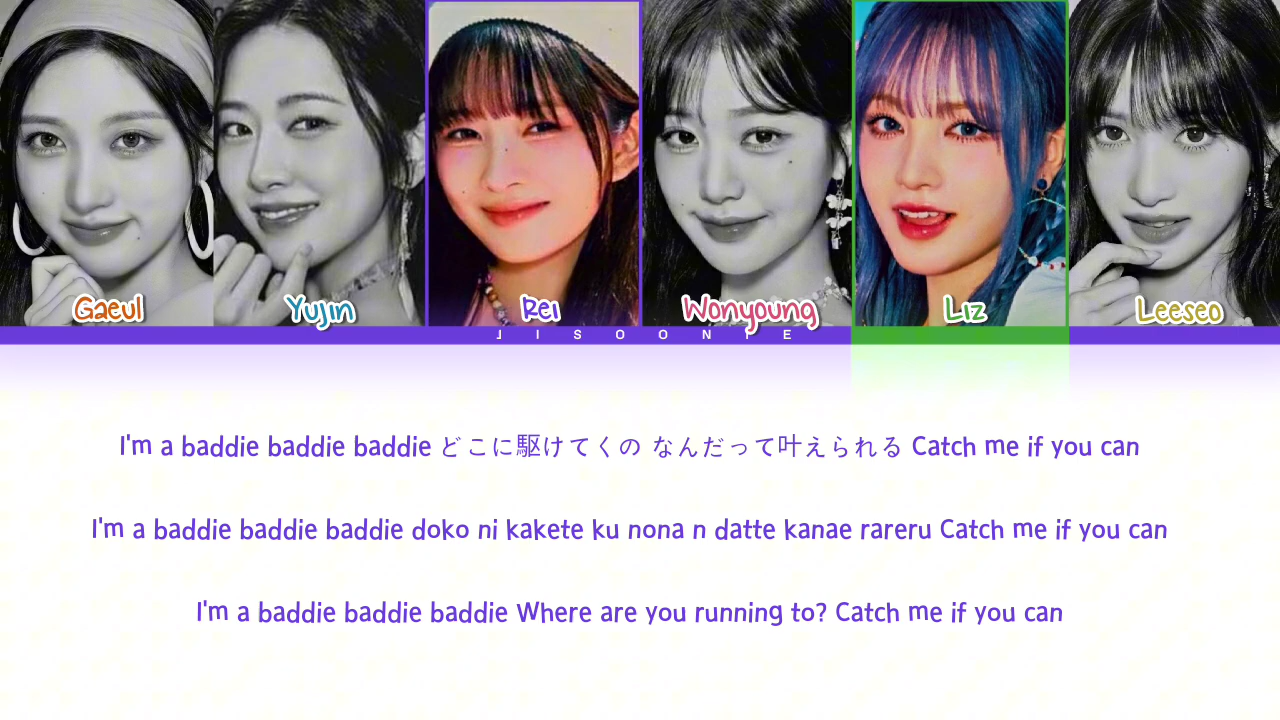 Gaeul Yujin Rei Wonyoung Liz Leeseo
JISOONIE
I'm a baddie baddie baddie どこに駆けてくの なんだって叶えられる Catch me if you can
I'm a baddie baddie baddie doko ni kakete ku nona n datte kanae rareru Catch me if you can
I'm a baddie baddie baddie Where are you running to? Catch me if you can